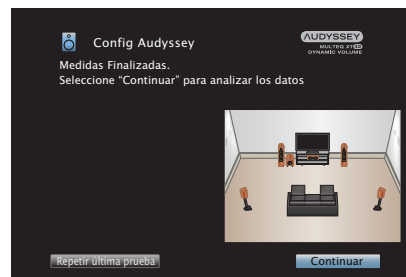 Config Audyssey
AUDYSSEY
MULTEQ XT32
DYNAMIC VOLUME
Medidas Finalizadas.
Seleccione “Continuar” para analizar los datos
Repetir última prueba
Continuar